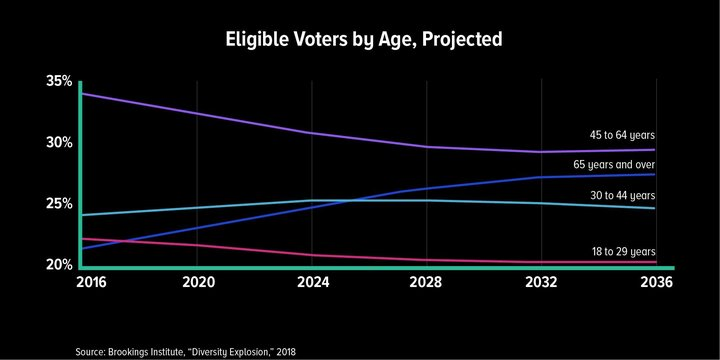 Eligible Voters by Age, Projected
35%
30%
25%
20%
45 to 64 years
65 years and over
30 to 44 years
18 to 29 years
2016 2020 2024 2028 2032 2036
Source: Brookings Institute, “Diversity Explosion,” 2018